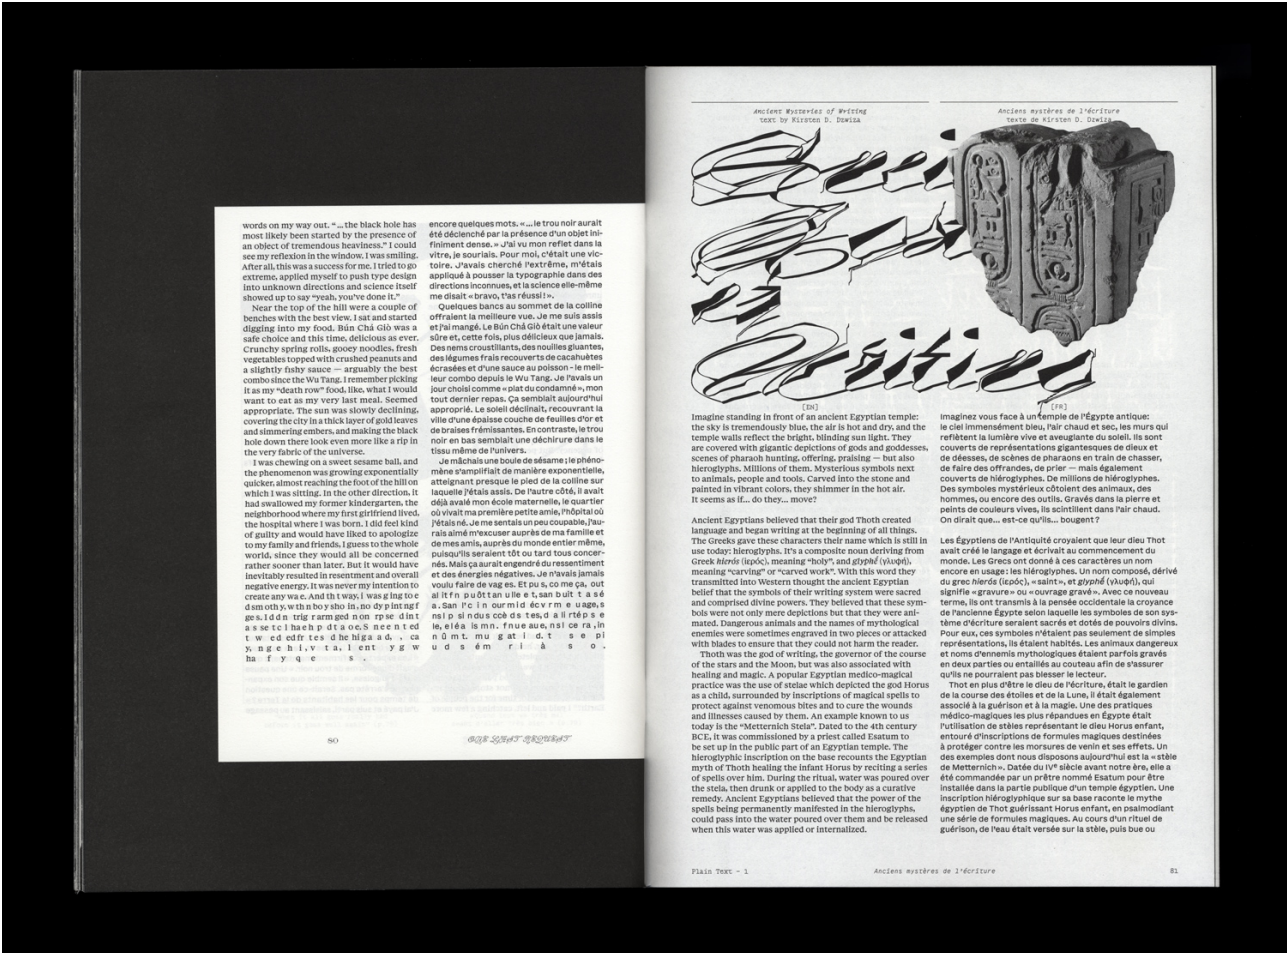 words on my way out. “…the black hole has
most likely been started by the presence of
an object of tremendous heaviness.” I could
see my reflexion in the window. I was smiling.
After all, this was a success for me. I tried to go
extreme, applied myself to push type design
into unknown directions and science itself
showed up to say “yeah, you’ve done it.”
Near the top of the hill were a couple of
benches with the best view. I sat and started
digging into my food. Bún Chả Giò was a
safe choice and this time, delicious as ever.
Crunchy spring rolls, gooey noodles, fresh
vegetables topped with crushed peanuts and
a slightly fishy sauce — arguably the best
combo since the Wu Tang. I remember picking
it as my “death row” food, like, what I would
want to eat as my very last meal. Seemed
appropriate. The sun was slowly declining,
covering the city in a thick layer of gold leaves
and simmering embers, and making the black
hole down there look even more like a rip in
the very fabric of the universe.
I was chewing on a sweet sesame ball, and
the phenomenon was growing exponentially
quicker, almost reaching the foot of the hill on
which I was sitting. In the other direction, it
had swallowed my former kindergarten, the
neighborhood where my first girlfriend lived,
the hospital where I was born. I did feel kind
of guilty and would have liked to apologize
to my family and friends, I guess to the whole
world, since they would all be concerned
rather sooner than later. But it would have
inevitably resulted in resentment and overall
negative energy. It was never my intention to
80
encore quelques mots. «…le trou noir aurait
été déclenché par la présence d’un objet ini-
finiment dense.» J’ai vu mon reflet dans la
vitre, je souriais. Pour moi, c’était une vic-
toire. J’avais cherché l’extrême, m’étais
appliqué à pousser la typographie dans des
directions inconnues, et la science elle-même
me disait «bravo, t’as réussi!».
Quelques bancs au sommet de la colline
offraient la meilleure vue. Je me suis assis
et j’ai mangé. Le Bún Chả Giò était une valeur
sûre et, cette fois, plus délicieux que jamais.
Des nems croustillants, des nouilles gluantes,
des légumes frais recouverts de cacahuètes
écrasées et d’une sauce au poisson – le meil-
leur combo depuis le Wu Tang. Je l’avais un
jour choisi comme «plat du condamné», mon
tout dernier repas. Ça semblait aujourd’hui
approprié. Le soleil déclinait, recouvrant la
ville d’une épaisse couche de feuilles d’or et
de braises frémissantes. En contraste, le trou
noir en bas semblait une déchirure dans le
tissu même de l’univers.
Je mâchais une boule de sésame; le phéno-
mène s’amplifiait de manière exponentielle,
atteignant presque le pied de la colline sur
laquelle j’étais assis. De l’autre côté, il avait
déjà avalé mon école maternelle, le quartier
où vivait ma première petite amie, l’hôpital où
j’étais né. Je me sentais un peu coupable, j’au-
rais aimé m’excuser auprès de ma famille et
de mes amis, auprès du monde entier même,
puisqu’ils seraient tôt ou tard tous concer-
nés. Mais ça aurait engendré du ressentiment
et des énergies négatives. Je n’avais jamais
ONE LAST REQUEST
Ancient Mysteries of Writing
text by Kirsten D. Dzwiza
Anciens mystères de l’écriture
texte de Kirsten D. Dzwiza
[EN]
Imagine standing in front of an ancient Egyptian temple:
the sky is tremendously blue, the air is hot and dry, and the
temple walls reflect the bright, blinding sun light. They
are covered with gigantic depictions of gods and goddesses,
scenes of pharaoh hunting, offering, praising — but also
hieroglyphs. Millions of them. Mysterious symbols next
to animals, people and tools. Carved into the stone and
painted in vibrant colors, they shimmer in the hot air.
It seems as if… do they… move?
Ancient Egyptians believed that their god Thoth created
language and began writing at the beginning of all things.
The Greeks gave these characters their name which is still in
use today: hieroglyphs. It’s a composite noun deriving from
Greek hierós (ιερός), meaning “holy”, and glyphé (γλυφή),
meaning “carving” or “carved work”. With this word they
transmitted into Western thought the ancient Egyptian
belief that the symbols of their writing system were sacred
and comprised divine powers. They believed that these sym-
bols were not only mere depictions but that they were ani-
mated. Dangerous animals and the names of mythological
enemies were sometimes engraved in two pieces or attacked
with blades to ensure that they could not harm the reader.
Thoth was the god of writing, the governor of the course
of the stars and the Moon, but was also associated with
healing and magic. A popular Egyptian medico-magical
practice was the use of stelae which depicted the god Horus
as a child, surrounded by inscriptions of magical spells to
protect against venomous bites and to cure the wounds
and illnesses caused by them. An example known to us
today is the “Metternich Stela”. Dated to the 4th century
BCE, it was commissioned by a priest called Esatum to
be set up in the public part of an Egyptian temple. The
hieroglyphic inscription on the base recounts the Egyptian
myth of Thoth healing the infant Horus by reciting a series
of spells over him. During the ritual, water was poured over
the stela, then drunk or applied to the body as a curative
remedy. Ancient Egyptians believed that the power of the
spells being permanently manifested in the hieroglyphs,
could pass into the water poured over them and be released
when this water was applied or internalized.
[FR]
Imaginez vous face à un temple de l’Égypte antique:
le ciel immensément bleu, l’air chaud et sec, les murs qui
reflètent la lumière vive et aveuglante du soleil. Ils sont
couverts de représentations gigantesques de dieux et
de déesses, de scènes de pharaons en train de chasser,
de faire des offrandes, de prier — mais également
couverts de hiéroglyphes. De millions de hiéroglyphes.
Des symboles mystérieux côtoient des animaux, des
hommes, ou encore des outils. Gravés dans la pierre et
peints de couleurs vives, ils scintillent dans l’air chaud.
On dirait que… est-ce qu’ils… bougent?
Les Égyptiens de l’Antiquité croyaient que leur dieu Thot
avait créé le langage et écrivait au commencement du
monde. Les Grecs ont donné à ces caractères un nom
encore en usage: les hiéroglyphes. Un nom composé, dérivé
du grec hierós (ιερός), «saint», et glyphé (γλυφή), qui
signifie «gravure» ou «ouvrage gravé». Avec ce nouveau
terme, ils ont transmis à la pensée occidentale la croyance
de l’ancienne Égypte selon laquelle les symboles de son sys-
tème d’écriture seraient sacrés et dotés de pouvoirs divins.
Pour eux, ces symboles n’étaient pas seulement de simples
représentations, ils étaient habités. Les animaux dangereux
et noms d’ennemis mythologiques étaient parfois gravés
en deux parties ou entaillés au couteau afin de s’assurer
qu’ils ne pourraient pas blesser le lecteur.
Thot en plus d’être le dieu de l’écriture, était le gardien
de la course des étoiles et de la Lune, il était également
associé à la guérison et à la magie. Une des pratiques
médico-magiques les plus répandues en Égypte était
l’utilisation de stèles représentant le dieu Horus enfant,
entouré d’inscriptions de formules magiques destinées
à protéger contre les morsures de venin et ses effets. Un
des exemples dont nous disposons aujourd’hui est la «stèle
de Metternich». Datée du IVᵉ siècle avant notre ère, elle a
été commandée par un prêtre nommé Esatum pour être
installée dans la partie publique d’un temple égyptien. Une
inscription hiéroglyphique sur sa base raconte le mythe
égyptien de Thot guérissant Horus enfant, en psalmodiant
une série de formules magiques. Au cours d’un rituel de
guérison, de l’eau était versée sur la stèle, puis bue ou
Plain Text – 1
Anciens mystères de l’écriture
81